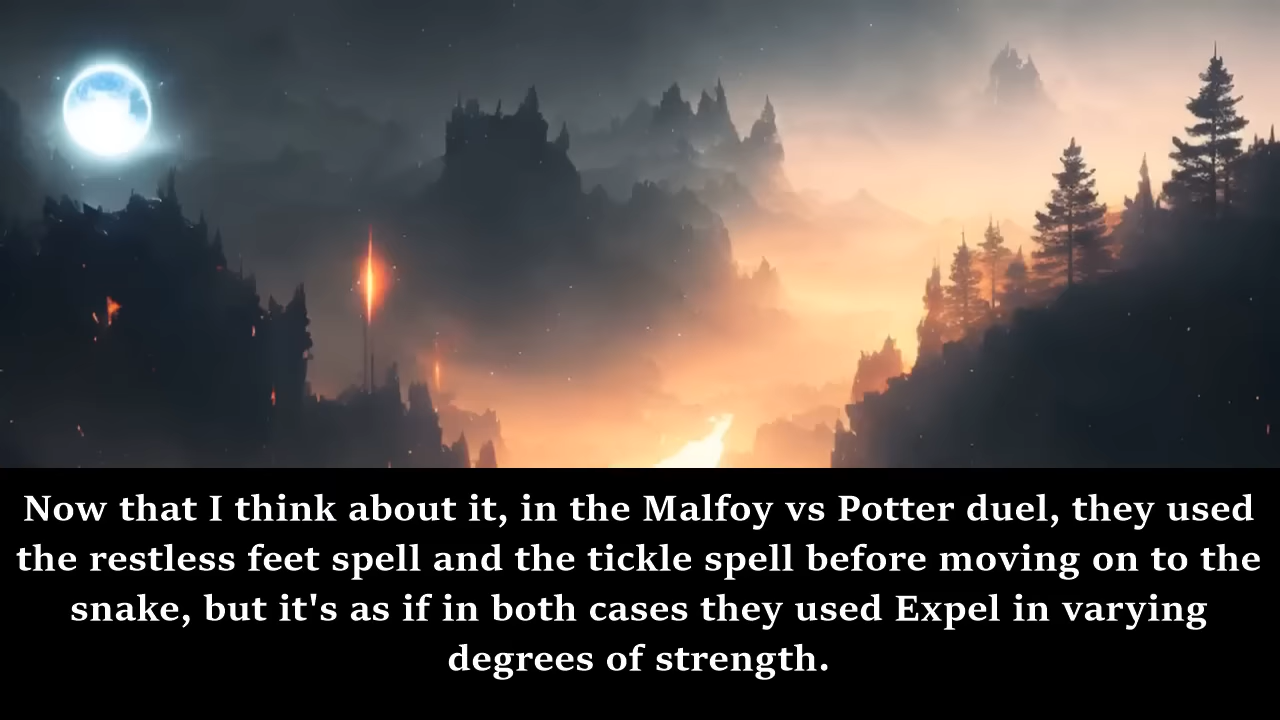 Now that I think about it, in the Malfoy vs Potter duel, they used
the restless feet spell and the tickle spell before moving on to the
snake, but it's as if in both cases they used Expel in varying
degrees of strength.